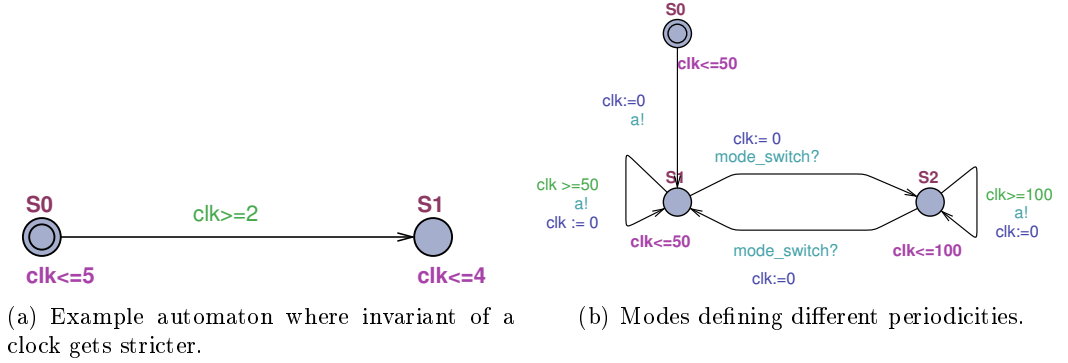 S0
clk>=2
S1
clk<=5
clk<=4
(a) Example automaton where invariant of a
clock gets stricter.
S0
clk<=50
clk:=0
a!
clk:= 0
mode_switch?
clk >=50
a!
clk := 0
S1
clk<=50
S2
clk<=100
clk>=100
a!
clk:=0
mode_switch?
clk:=0
(b) Modes defining different periodicities.